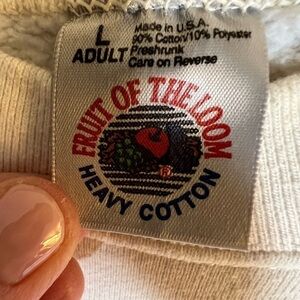 L
ADULT
Made in U.S.A.
90% Cotton/10% Polyester
Preshrunk
Care on Reverse
FRUIT OF THE LOOM
®
HEAVY COTTON